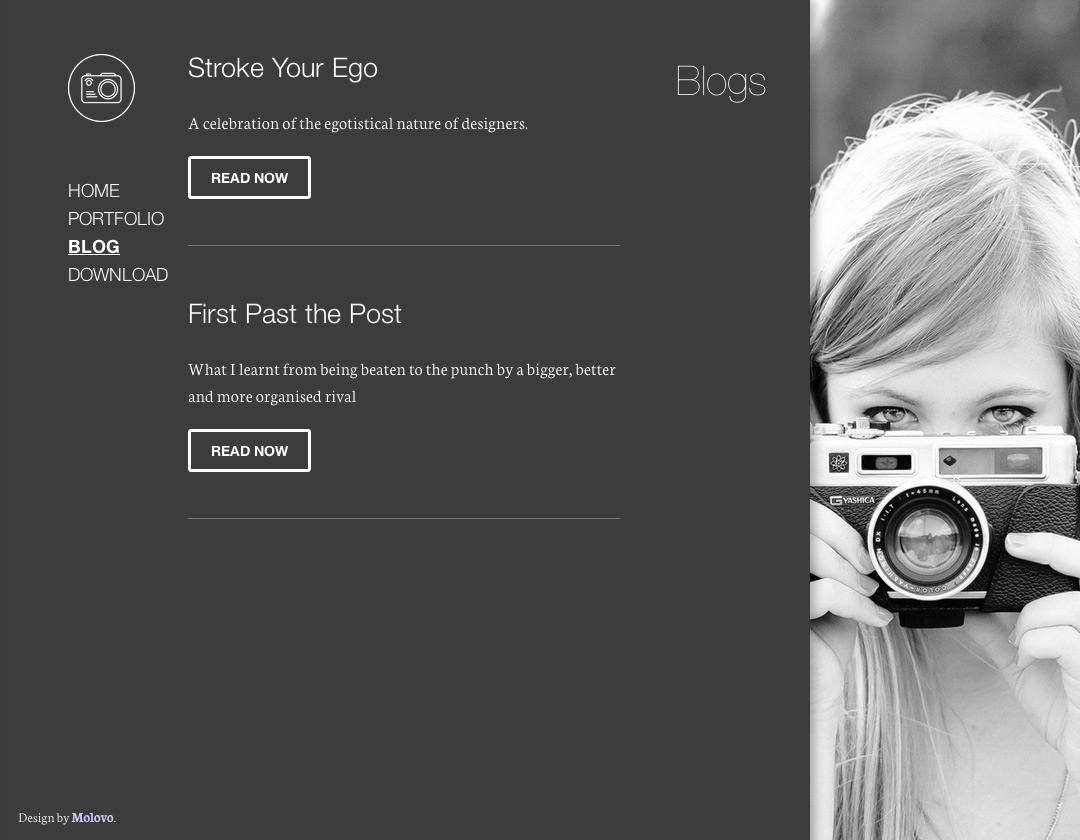 Stroke Your Ego
Blogs
A celebration of the egotistical nature of designers.
READ NOW
HOME
PORTFOLIO
BLOG
DOWNLOAD
First Past the Post
What I learnt from being beaten to the punch by a bigger, better
and more organised rival
READ NOW
YASHICA
Design by Molovo.